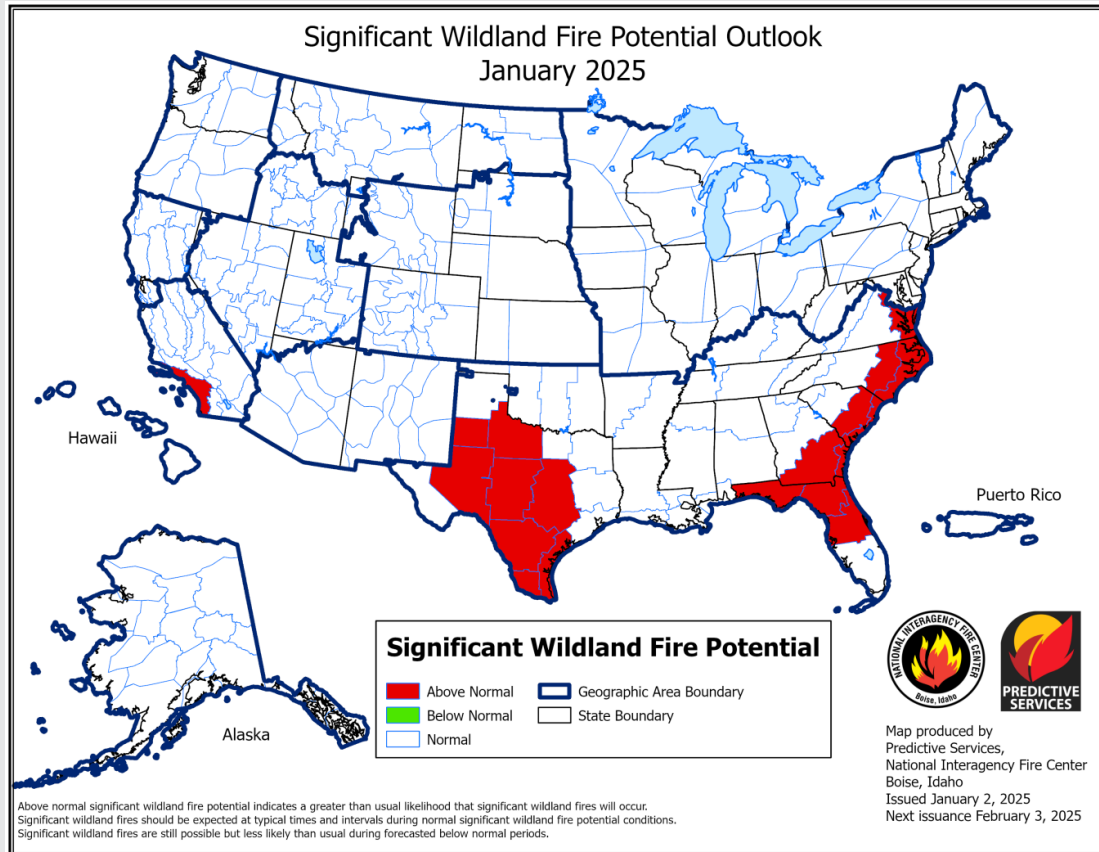 Significant Wildland Fire Potential Outlook
January 2025
Hawaii
Puerto Rico
Alaska
Significant Wildland Fire Potential
Above Normal
Geographic Area Boundary
Below Normal
State Boundary
Normal
NATIONAL INTERAGENCY FIRE CENTER
Boise, Idaho
PREDICTIVE
SERVICES
Map produced by
Predictive Services,
National Interagency Fire Center
Boise, Idaho
Issued January 2, 2025
Next issuance February 3, 2025
Above normal significant wildland fire potential indicates a greater than usual likelihood that significant wildland fires will occur.
Significant wildland fires should be expected at typical times and intervals during normal significant wildland fire potential conditions.
Significant wildland fires are still possible but less likely than usual during forecasted below normal periods.